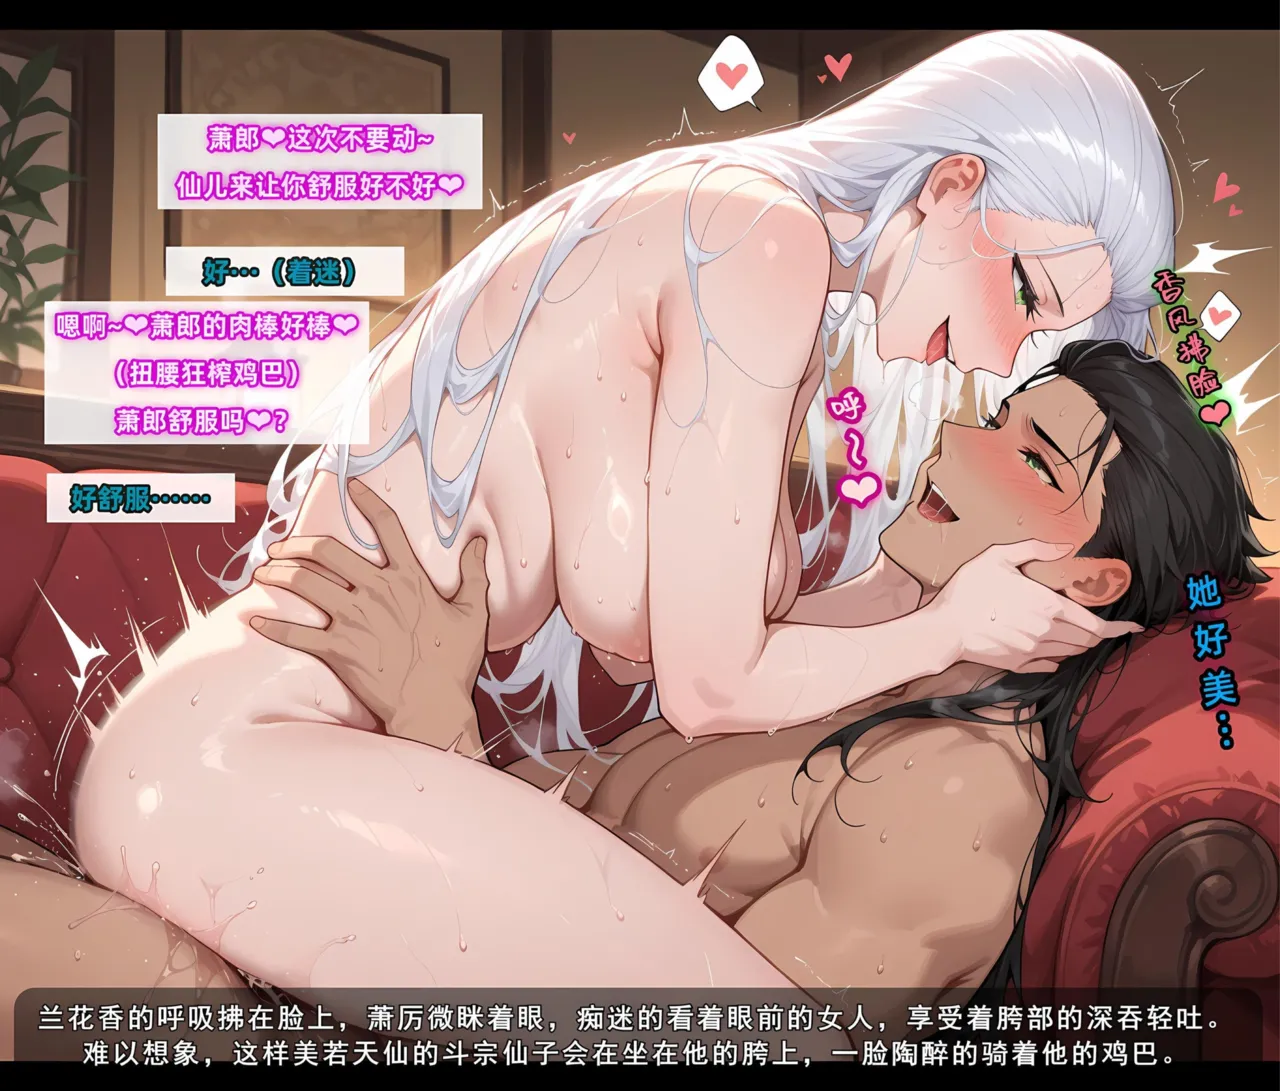 萧郎❤这次不要动~
仙儿来让你舒服好不好❤
好…（着迷）
嗯啊~❤萧郎的肉棒好棒❤
（扭腰狂榨鸡巴）
萧郎舒服吗❤？
好舒服……
香风拂脸❤
呼~❤
她好美…
兰花香的呼吸拂在脸上，萧厉微眯着眼，痴迷的看着眼前的女人，享受着胯部的深吞轻吐。
难以想象，这样美若天仙的斗宗仙子会在坐在他的胯上，一脸陶醉的骑着他的鸡巴。